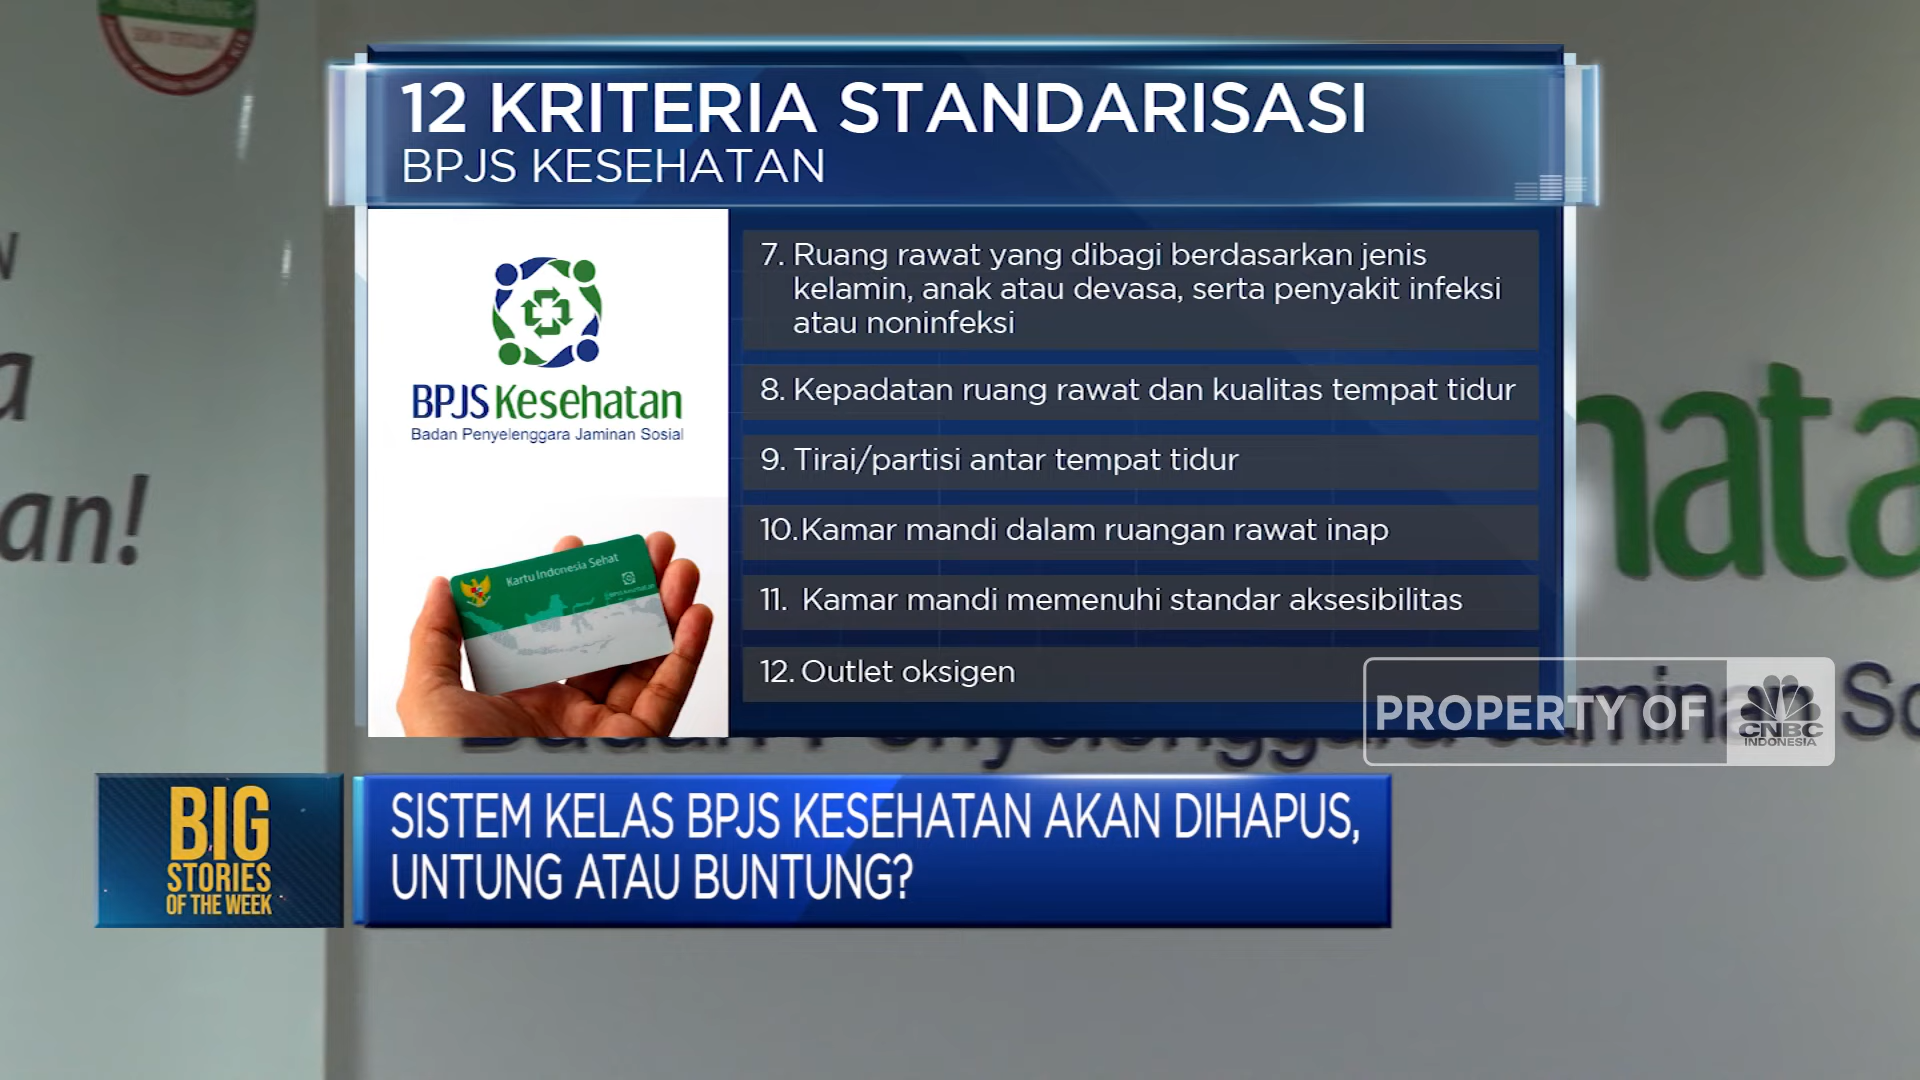 12 KRITERIA STANDARISASI
BPJS KESEHATAN
BPJS Kesehatan
Badan Penyelenggara Jaminan Sosial
Kartu Indonesia Sehat
7. Ruang rawat yang dibagi berdasarkan jenis
kelamin, anak atau devasa, serta penyakit infeksi
atau noninfeksi
8. Kepadatan ruang rawat dan kualitas tempat tidur
9. Tirai/partisi antar tempat tidur
10. Kamar mandi dalam ruangan rawat inap
11. Kamar mandi memenuhi standar aksesibilitas
12. Outlet oksigen
PROPERTY OF
CNBC
INDONESIA
BIG
STORIES
OF THE WEEK
SISTEM KELAS BPJS KESEHATAN AKAN DIHAPUS,
UNTUNG ATAU BUNTUNG?